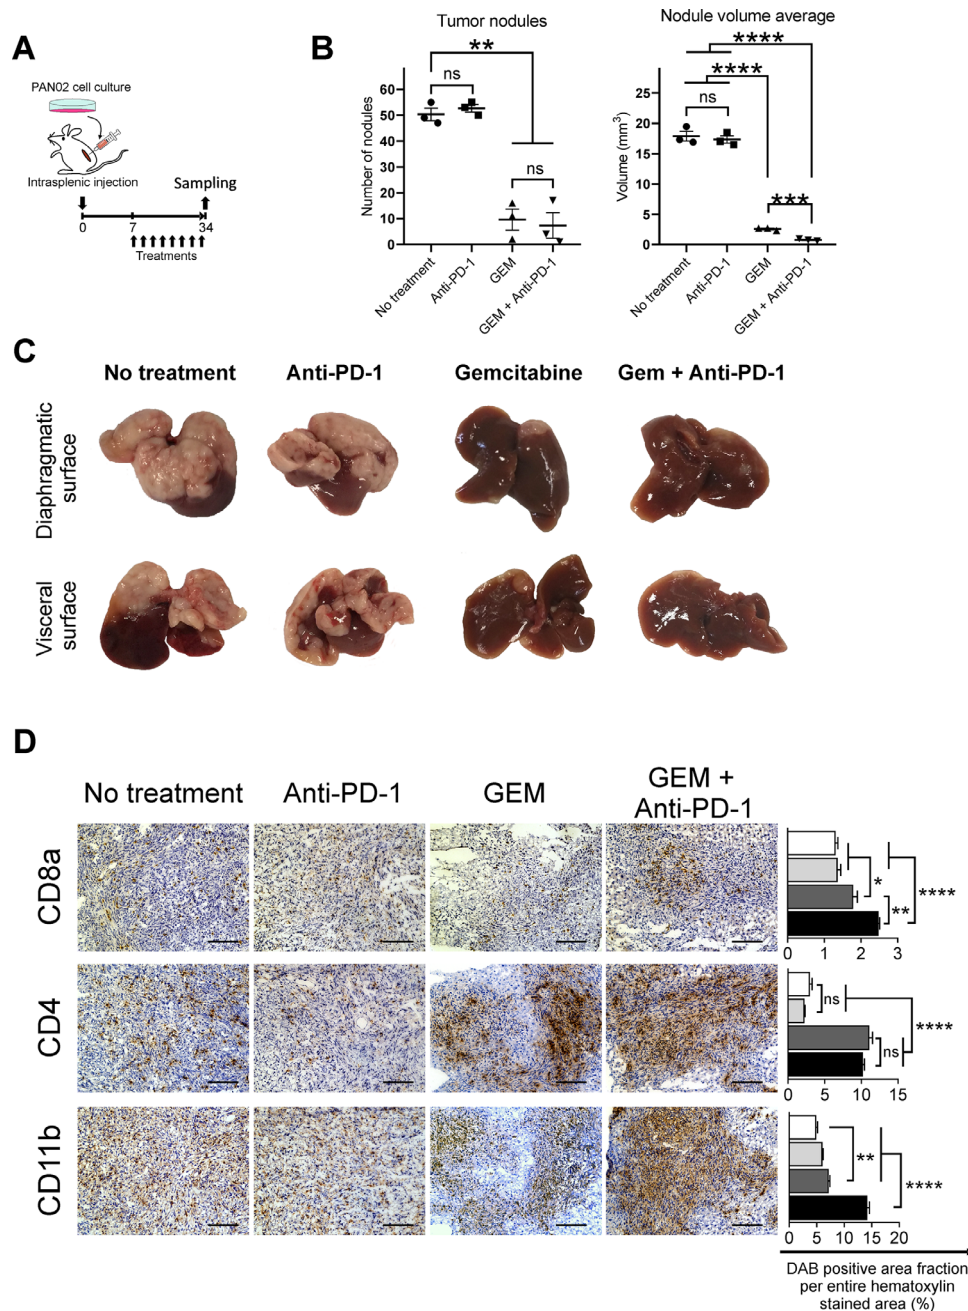 A
PAN02 cell culture
Intrasplenic injection
Sampling
0
7
34
Treatments
B
Tumor nodules
**
ns
ns
Number of nodules
60
50
40
30
20
10
0
No treatment
Anti-PD-1
GEM
GEM + Anti-PD-1
Nodule volume average
****
****
ns
***
Volume (mm³)
25
20
15
10
5
0
No treatment
Anti-PD-1
GEM
GEM + Anti-PD-1
C
No treatment
Anti-PD-1
Gemcitabine
Gem + Anti-PD-1
Diaphragmatic
surface
Visceral
surface
D
No treatment
Anti-PD-1
GEM
GEM +
Anti-PD-1
CD8a
*
**
****
0 1 2 3
CD4
ns
ns
****
0 5 10 15
CD11b
**
****
0 5 10 15 20
DAB positive area fraction
per entire hematoxylin
stained area (%)